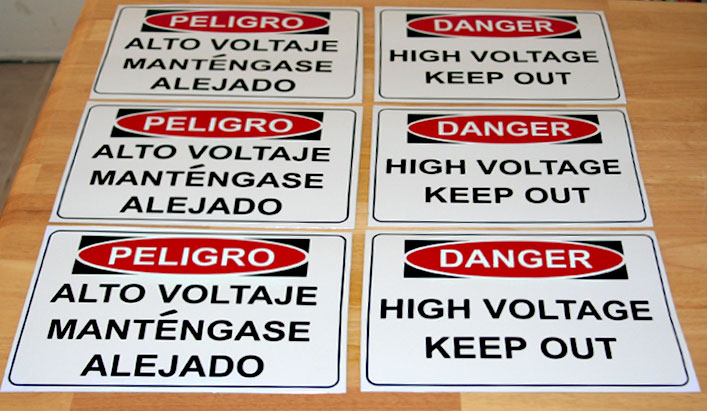 PELIGRO
ALTO VOLTAJE
MANTÉNGASE
ALEJADO
DANGER
HIGH VOLTAGE
KEEP OUT
PELIGRO
ALTO VOLTAJE
MANTÉNGASE
ALEJADO
DANGER
HIGH VOLTAGE
KEEP OUT
PELIGRO
ALTO VOLTAJE
MANTÉNGASE
ALEJADO
DANGER
HIGH VOLTAGE
KEEP OUT